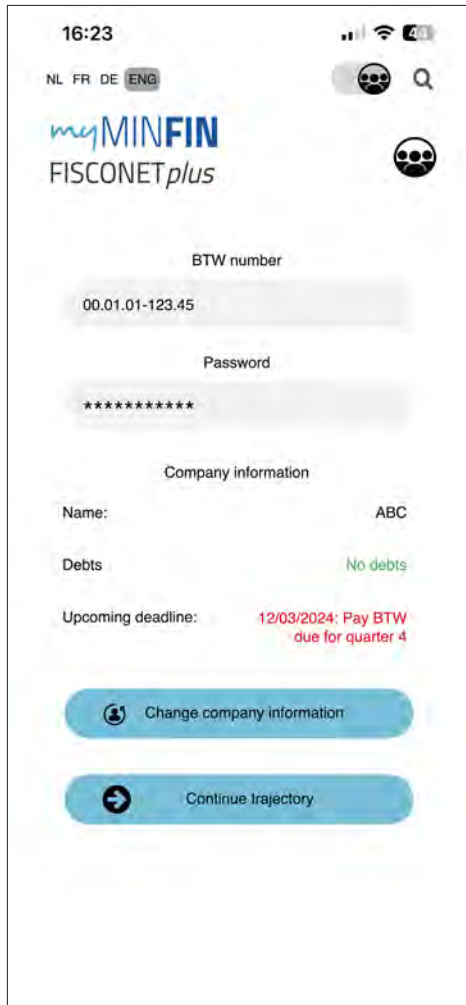 16:23
NL FR DE ENG
myMINFIN
FISCONETplus
BTW number
00.01.01-123.45
Password
***********
Company information
Name: ABC
Debts No debts
Upcoming deadline: 12/03/2024: Pay BTW
due for quarter 4
Change company information
Continue trajectory